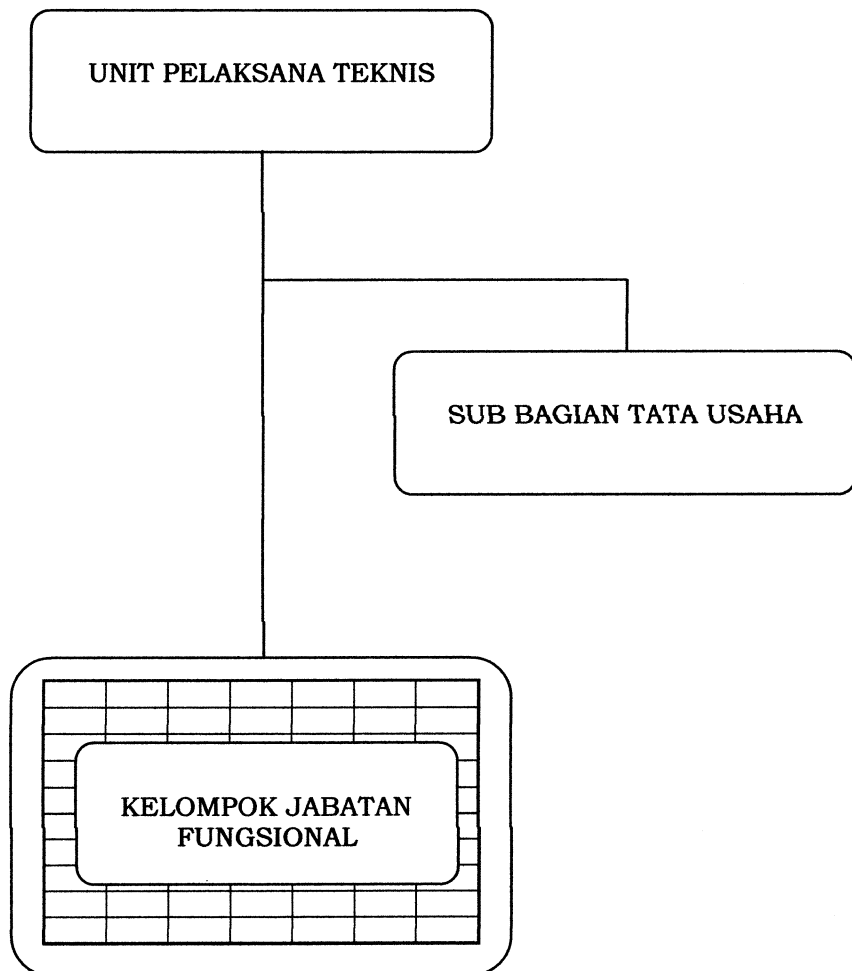 UNIT PELAKSANA TEKNIS
SUB BAGIAN TATA USAHA
KELOMPOK JABATAN
FUNGSIONAL